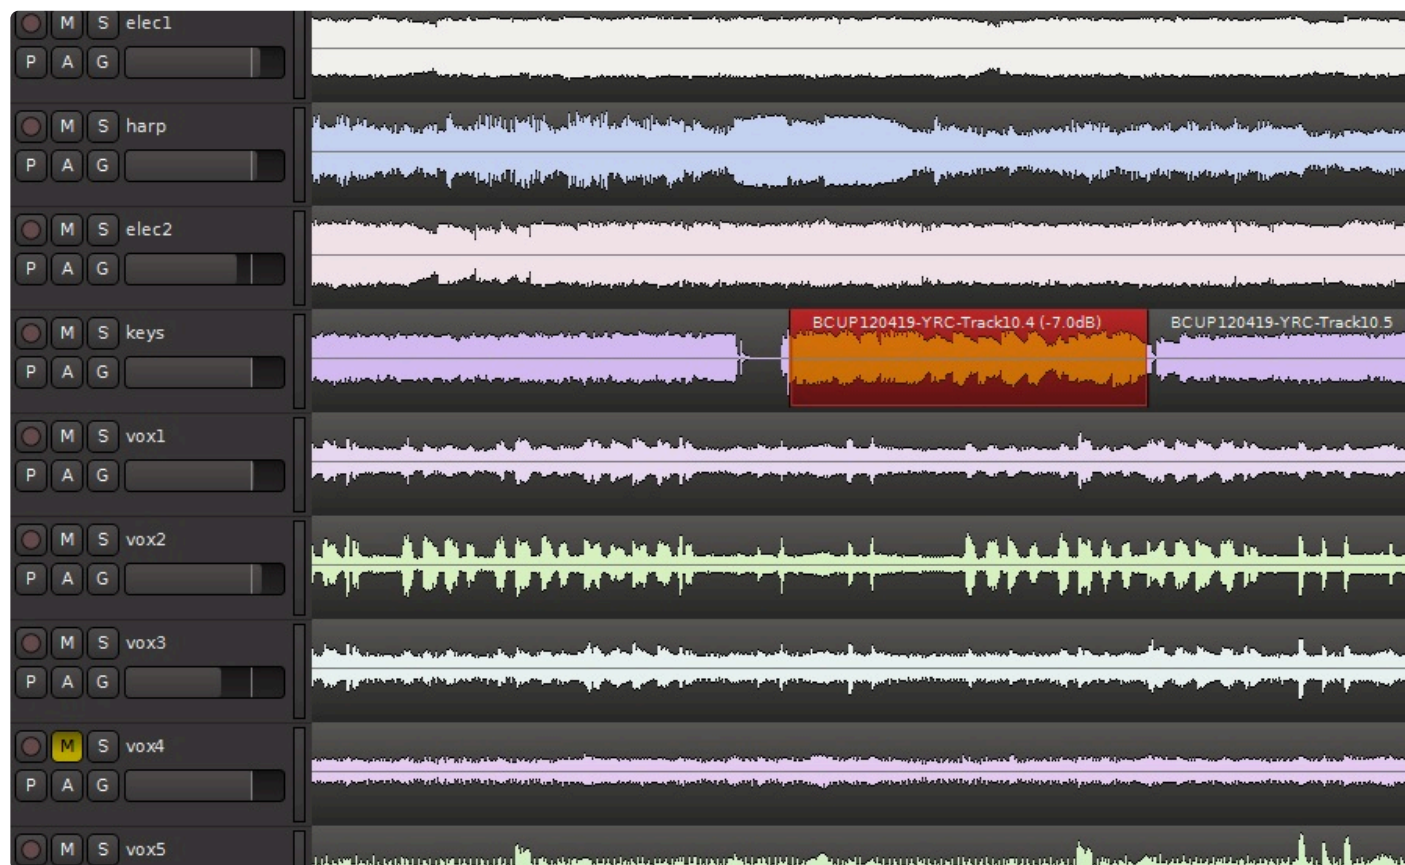 M S elec1
P A G
M S harp
P A G
M S elec2
P A G
M S keys
BCUP120419-YRC-Track10.4 (-7.0dB) BCUP120419-YRC-Track10.5
P A G
M S vox1
P A G
M S vox2
P A G
M S vox3
P A G
M S vox4
P A G
M S vox5